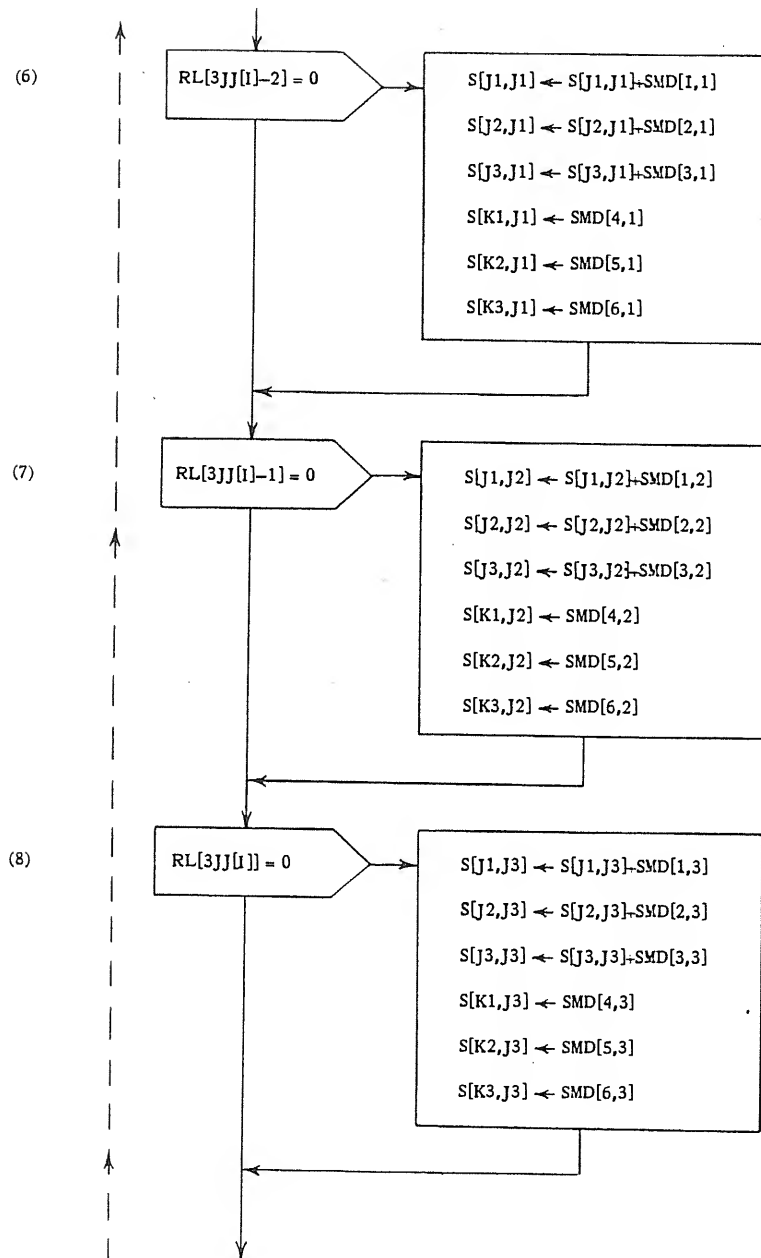 (6)
RL[3JJ[I]-2] = 0
S[J1,J1] ← S[J1,J1]+SMD[I,1]
S[J2,J1] ← S[J2,J1]+SMD[2,1]
S[J3,J1] ← S[J3,J1]+SMD[3,1]
S[K1,J1] ← SMD[4,1]
S[K2,J1] ← SMD[5,1]
S[K3,J1] ← SMD[6,1]
(7)
RL[3JJ[I]-1] = 0
S[J1,J2] ← S[J1,J2]+SMD[1,2]
S[J2,J2] ← S[J2,J2]+SMD[2,2]
S[J3,J2] ← S[J3,J2]+SMD[3,2]
S[K1,J2] ← SMD[4,2]
S[K2,J2] ← SMD[5,2]
S[K3,J2] ← SMD[6,2]
(8)
RL[3JJ[I]] = 0
S[J1,J3] ← S[J1,J3]+SMD[1,3]
S[J2,J3] ← S[J2,J3]+SMD[2,3]
S[J3,J3] ← S[J3,J3]+SMD[3,3]
S[K1,J3] ← SMD[4,3]
S[K2,J3] ← SMD[5,3]
S[K3,J3] ← SMD[6,3]